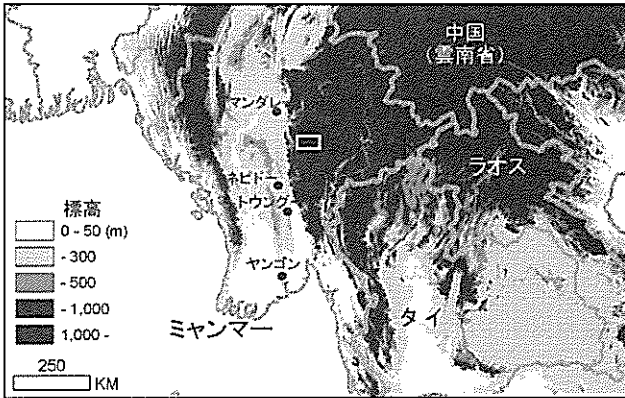 中国
(雲南省)
マンダレー
ラオス
ネピドー
トウングー
標高
0 - 50 (m)
- 300
- 500
- 1,000
1,000 -
ヤンゴン
タイ
ミャンマー
250
KM